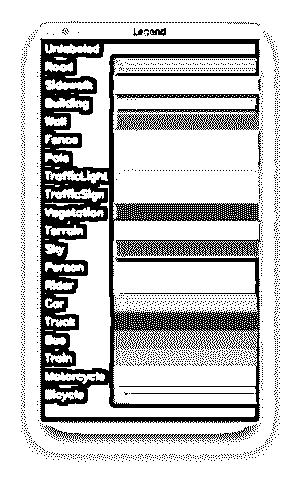 Legend
Unlabeled
Road
Sidewalk
Building
Wall
Fence
Pole
TrafficLight
TrafficSign
Vegetation
Terrain
Sky
Person
Rider
Car
Truck
Bus
Train
Motorcycle
Bicycle